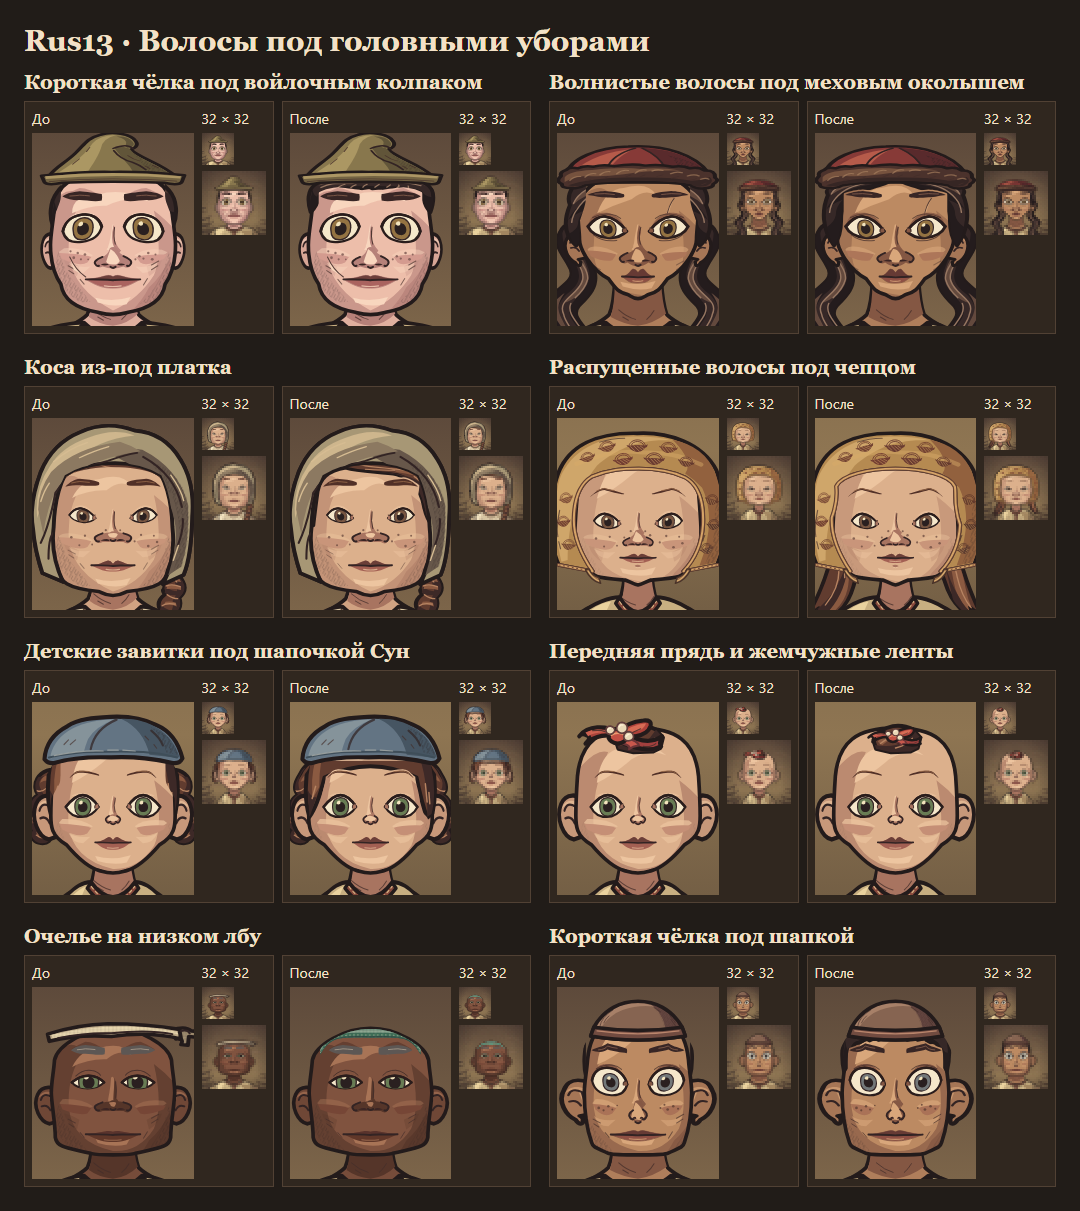 Rus13 · Волосы под головными уборами
Короткая чёлка под войлочным колпаком
До 32 × 32 После 32 × 32
Волнистые волосы под меховым околышем
До 32 × 32 После 32 × 32
Коса из-под платка
До 32 × 32 После 32 × 32
Распущенные волосы под чепцом
До 32 × 32 После 32 × 32
Детские завитки под шапочкой Сун
До 32 × 32 После 32 × 32
Передняя прядь и жемчужные ленты
До 32 × 32 После 32 × 32
Очелье на низком лбу
До 32 × 32 После 32 × 32
Короткая чёлка под шапкой
До 32 × 32 После 32 × 32